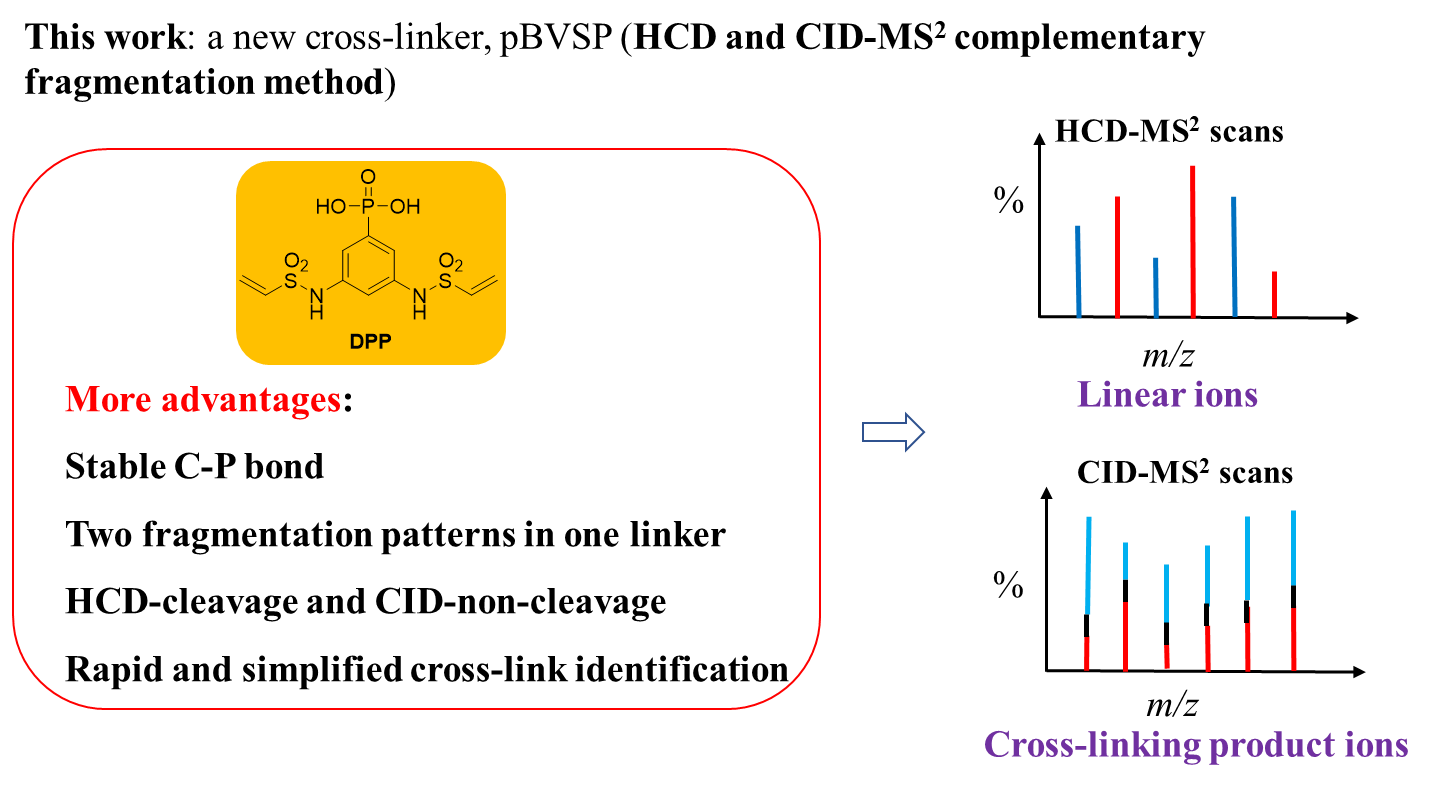 This work: a new cross-linker, pBVSP (HCD and CID-MS² complementary
fragmentation method)
O
HO-P-OH
O₂ O₂
S S
N N
H H
DPP
More advantages:
Stable C-P bond
Two fragmentation patterns in one linker
HCD-cleavage and CID-non-cleavage
Rapid and simplified cross-link identification
HCD-MS² scans
%
m/z
Linear ions
CID-MS² scans
%
m/z
Cross-linking product ions